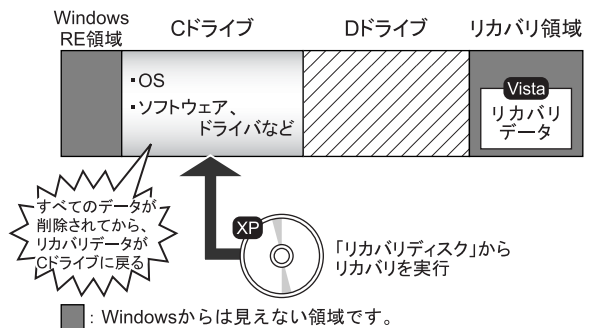 Windows
RE領域
Cドライブ
Dドライブ
リカバリ領域
・OS
・ソフトウェア、
ドライバなど
Vista
リカバリ
データ
すべてのデータが
削除されてから、
リカバリデータが
Cドライブに戻る
XP
「リカバリディスク」から
リカバリを実行
：Windowsからは見えない領域です。